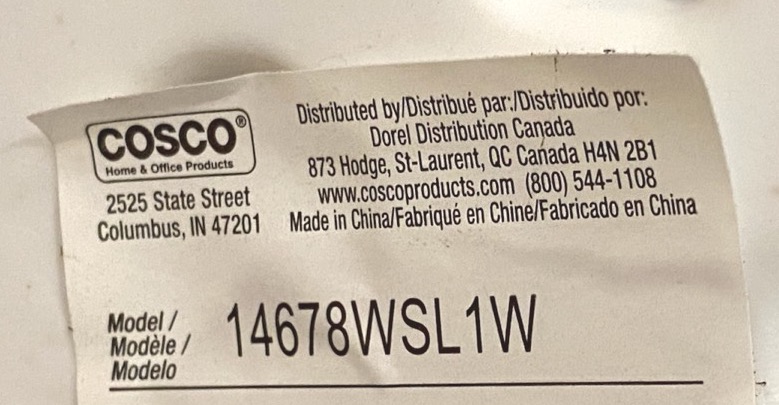 COSCO®
Home & Office Products
2525 State Street
Columbus, IN 47201
Distributed by/Distribué par:/Distribuido por:
Dorel Distribution Canada
873 Hodge, St-Laurent, QC Canada H4N 2B1
www.coscoproducts.com (800) 544-1108
Made in China/Fabriqué en Chine/Fabricado en China
Model /
Modèle /
Modelo
14678WSL1W